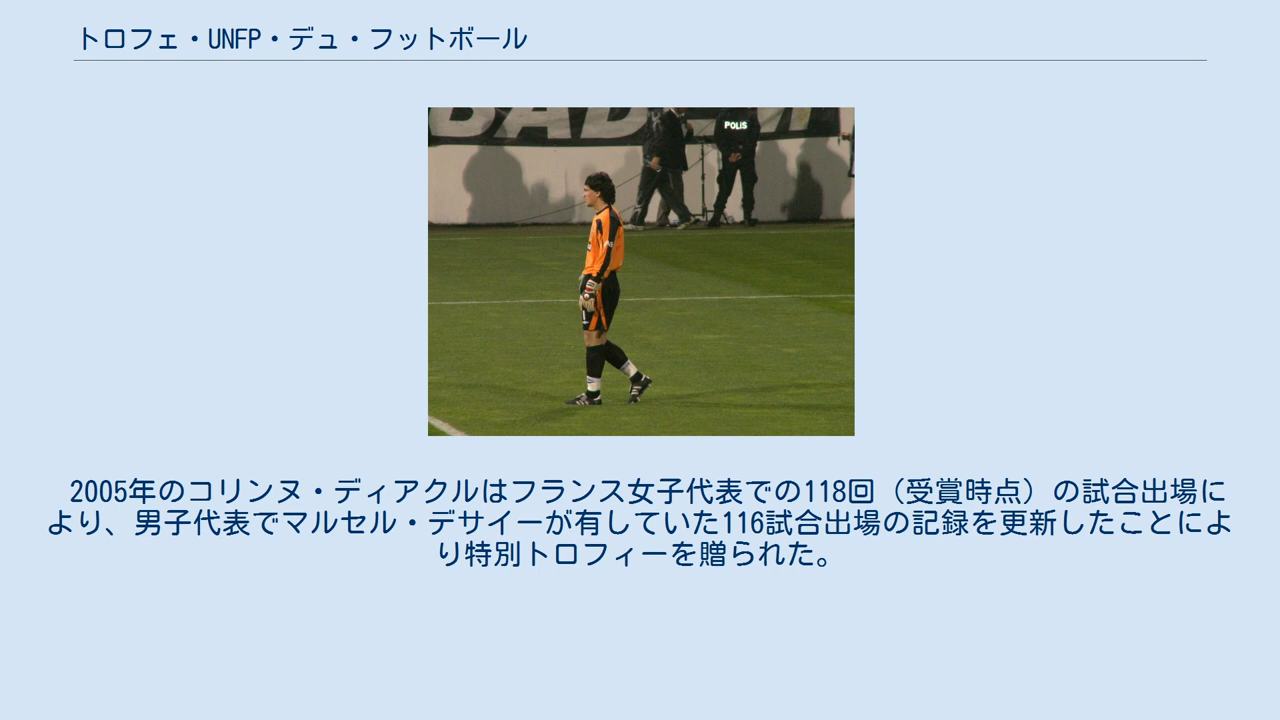 トロフェ・UNFP・デュ・フットボール
BAD
POLIS
2005年のコリンヌ・ディアクルはフランス女子代表での118回（受賞時点）の試合出場に
より、男子代表でマルセル・デサイーが有していた116試合出場の記録を更新したことによ
り特別トロフィーを贈られた。